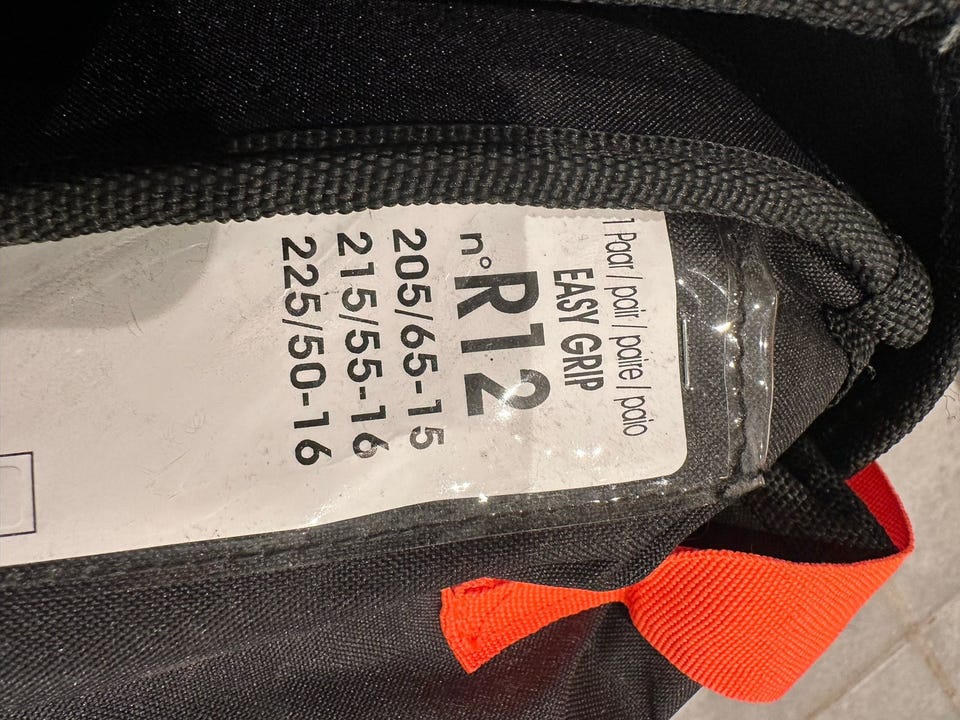 1 Paar / pair / paire / paio
EASY GRIP
n° R12
205/65-15
215/55-16
225/50-16